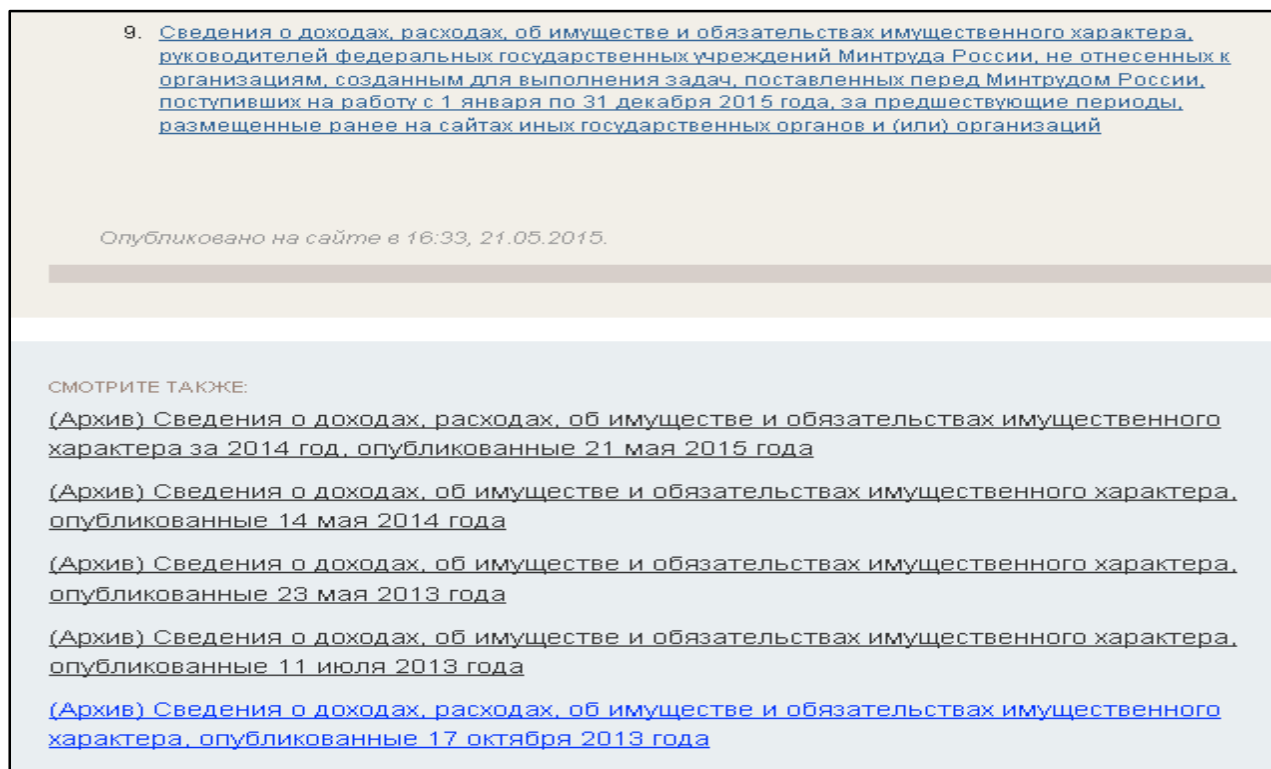 9. Сведения о доходах, расходах, об имуществе и обязательствах имущественного характера,
руководителей федеральных государственных учреждений Минтруда России, не отнесенных к
организациям, созданным для выполнения задач, поставленных перед Минтрудом России,
поступивших на работу с 1 января по 31 декабря 2015 года, за предшествующие периоды,
размещенные ранее на сайтах иных государственных органов и (или) организаций
Опубликовано на сайте в 16:33, 21.05.2015.
СМОТРИТЕ ТАКЖЕ:
(Архив) Сведения о доходах, расходах, об имуществе и обязательствах имущественного
характера за 2014 год, опубликованные 21 мая 2015 года
(Архив) Сведения о доходах, об имуществе и обязательствах имущественного характера,
опубликованные 14 мая 2014 года
(Архив) Сведения о доходах, об имуществе и обязательствах имущественного характера,
опубликованные 23 мая 2013 года
(Архив) Сведения о доходах, об имуществе и обязательствах имущественного характера,
опубликованные 11 июля 2013 года
(Архив) Сведения о доходах, расходах, об имуществе и обязательствах имущественного
характера, опубликованные 17 октября 2013 года